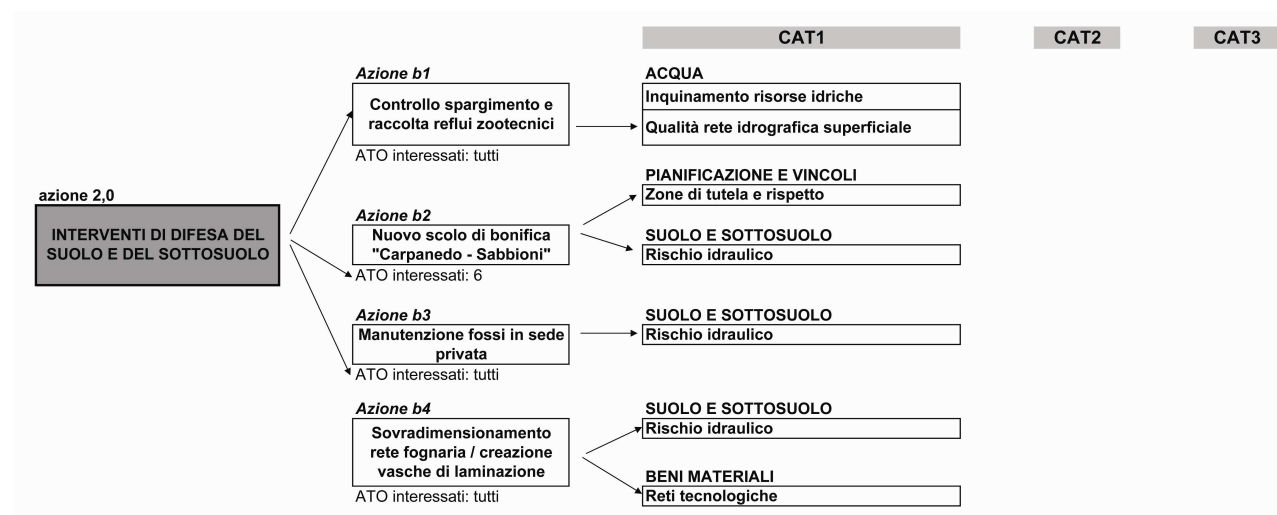 CAT1 CAT2 CAT3
Azione b1
Controllo spargimento e
raccolta reflui zootecnici
ATO interessati: tutti
ACQUA
Inquinamento risorse idriche
Qualità rete idrografica superficiale
azione 2,0
INTERVENTI DI DIFESA DEL
SUOLO E DEL SOTTOSUOLO
Azione b2
Nuovo scolo di bonifica
"Carpanedo - Sabbioni"
ATO interessati: 6
PIANIFICAZIONE E VINCOLI
Zone di tutela e rispetto
SUOLO E SOTTOSUOLO
Rischio idraulico
Azione b3
Manutenzione fossi in sede
privata
ATO interessati: tutti
SUOLO E SOTTOSUOLO
Rischio idraulico
Azione b4
Sovradimensionamento
rete fognaria / creazione
vasche di laminazione
ATO interessati: tutti
SUOLO E SOTTOSUOLO
Rischio idraulico
BENI MATERIALI
Reti tecnologiche